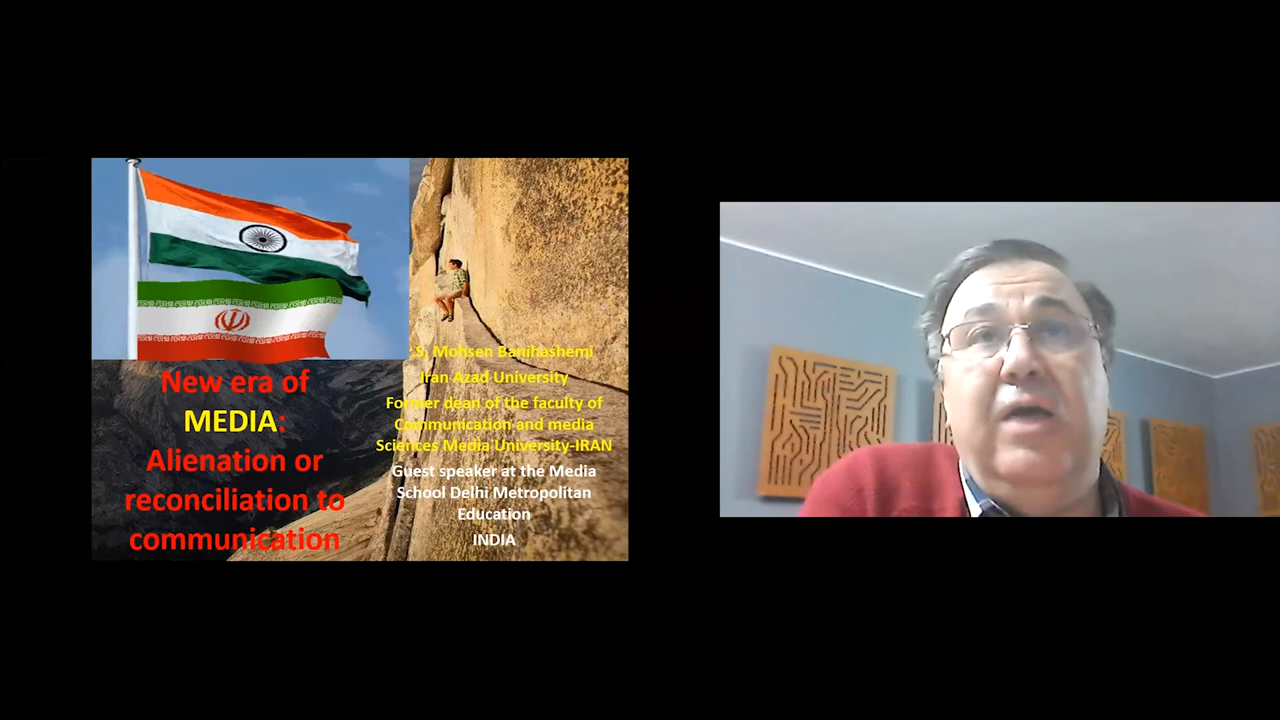 New era of
MEDIA:
Alienation or
reconciliation to
communication
-S. Mohsen Banihashemi
Iran Azad University
Former dean of the faculty of
Communication and media
Sciences Media University-IRAN
Guest speaker at the Media
School Delhi Metropolitan
Education
INDIA